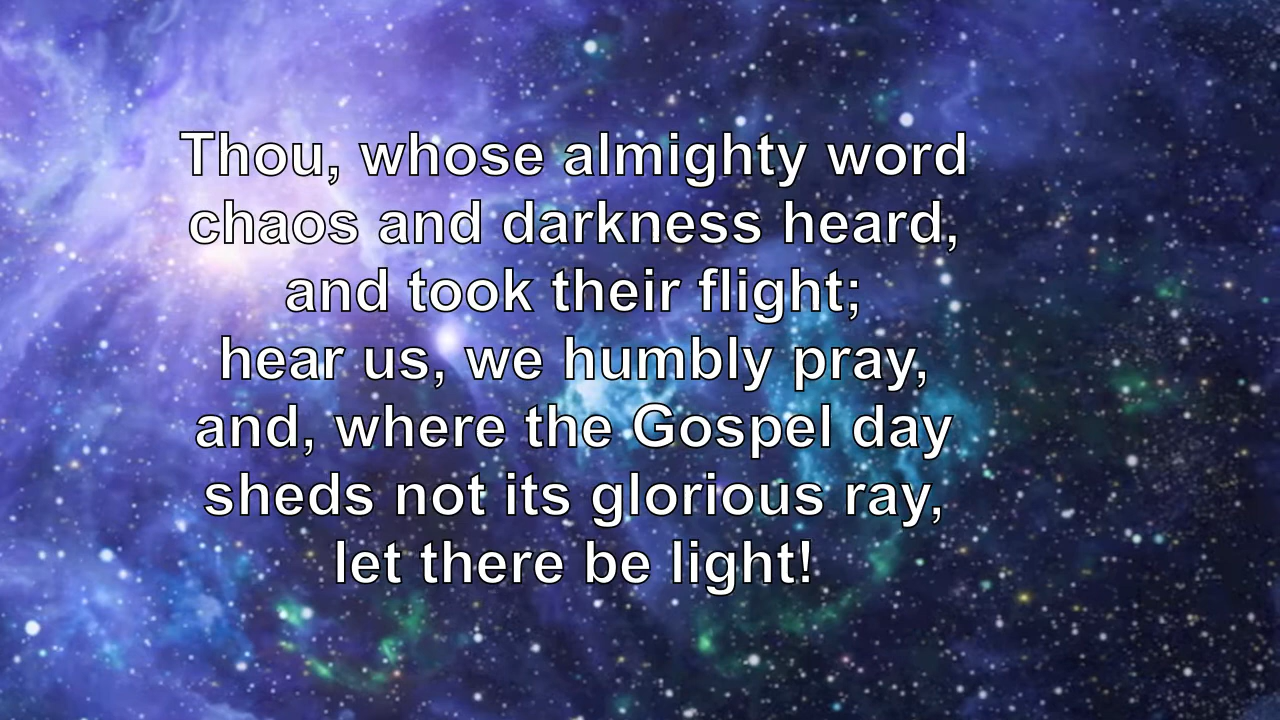 Thou, whose almighty word
chaos and darkness heard,
and took their flight;
hear us, we humbly pray,
and, where the Gospel day
sheds not its glorious ray,
let there be light!